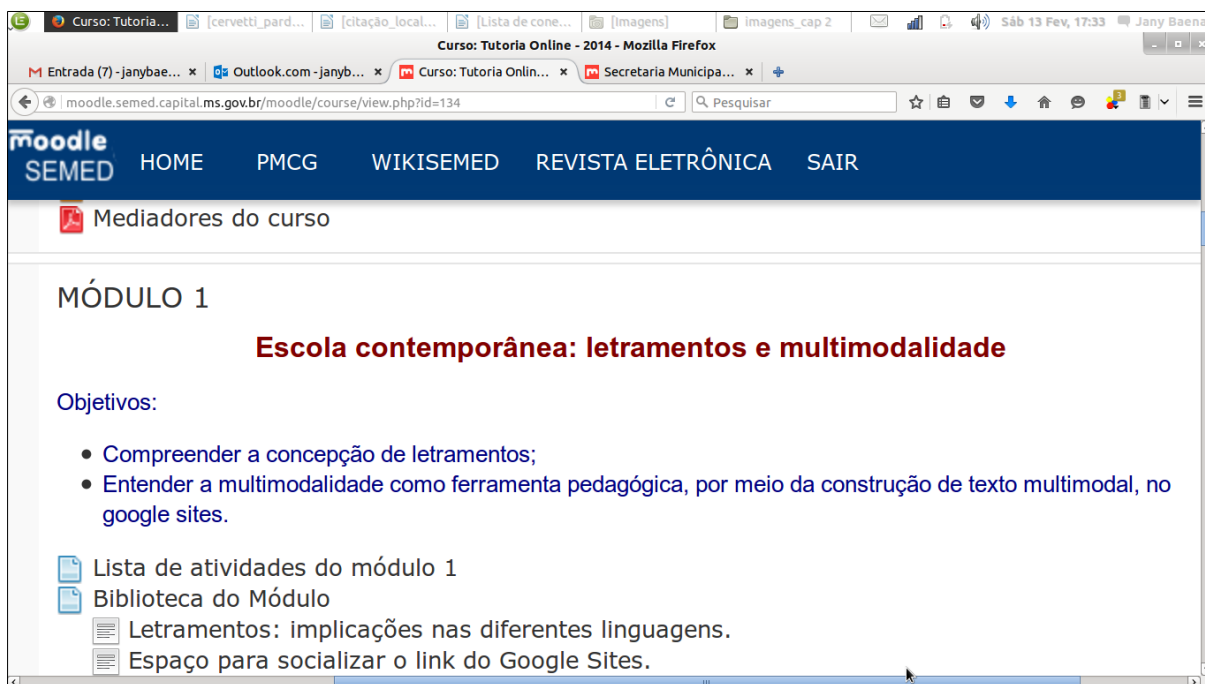 Curso: Tutoria... [cervetti_pard... [citação_local... [Lista de cone... [Imagens] imagens_cap 2 Sáb 13 Fev, 17:33 Jany Baena
Curso: Tutoria Online - 2014 - Mozilla Firefox
Entrada (7) - janybae... x Outlook.com - janyb... x Curso: Tutoria Onlin... x Secretaria Municipa... x
moodle.semed.capital.ms.gov.br/moodle/course/view.php?id=134 Pesquisar 3
moodle
SEMED HOME PMCG WIKISEMED REVISTA ELETRÔNICA SAIR
Mediadores do curso
MÓDULO 1
Escola contemporânea: letramentos e multimodalidade
Objetivos:
• Compreender a concepção de letramentos;
• Entender a multimodalidade como ferramenta pedagógica, por meio da construção de texto multimodal, no
google sites.
Lista de atividades do módulo 1
Biblioteca do Módulo
Letramentos: implicações nas diferentes linguagens.
Espaço para socializar o link do Google Sites.